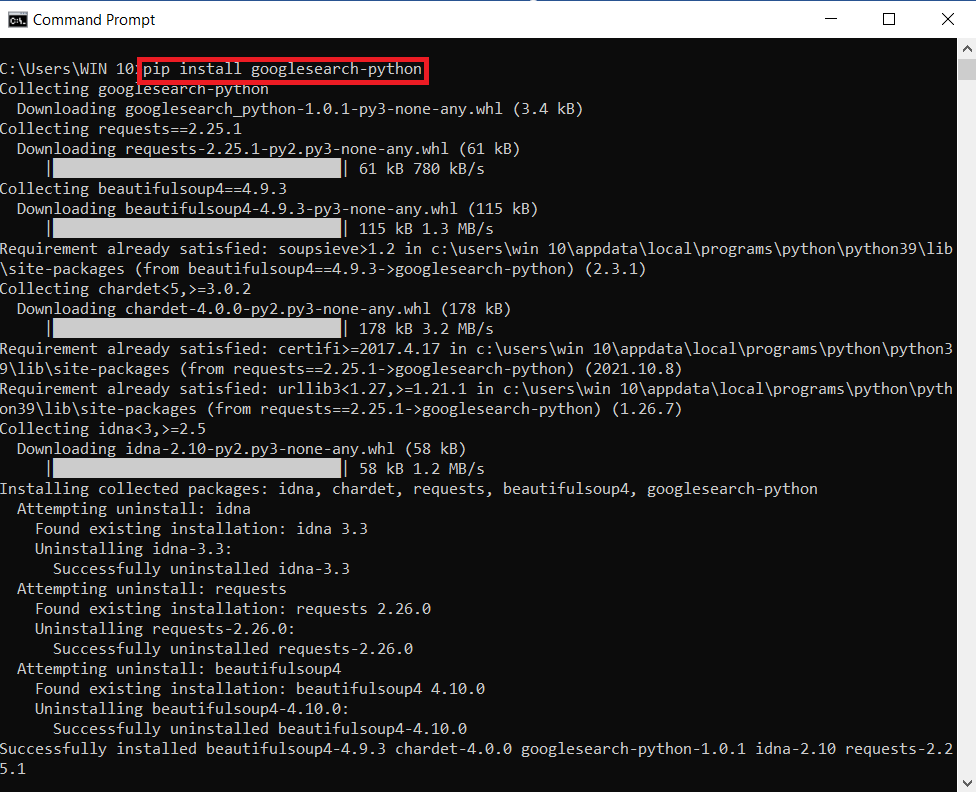 Command Prompt
C:\Users\WIN 10>pip install googlesearch-python
Collecting googlesearch-python
  Downloading googlesearch_python-1.0.1-py3-none-any.whl (3.4 kB)
Collecting requests==2.25.1
  Downloading requests-2.25.1-py2.py3-none-any.whl (61 kB)
     |████████████████████████████████| 61 kB 780 kB/s
Collecting beautifulsoup4==4.9.3
  Downloading beautifulsoup4-4.9.3-py3-none-any.whl (115 kB)
     |████████████████████████████████| 115 kB 1.3 MB/s
Requirement already satisfied: soupsieve>1.2 in c:\users\win 10\appdata\local\programs\python\python39\lib
\site-packages (from beautifulsoup4==4.9.3->googlesearch-python) (2.3.1)
Collecting chardet<5,>=3.0.2
  Downloading chardet-4.0.0-py2.py3-none-any.whl (178 kB)
     |████████████████████████████████| 178 kB 3.2 MB/s
Requirement already satisfied: certifi>=2017.4.17 in c:\users\win 10\appdata\local\programs\python\python3
9\lib\site-packages (from requests==2.25.1->googlesearch-python) (2021.10.8)
Requirement already satisfied: urllib3<1.27,>=1.21.1 in c:\users\win 10\appdata\local\programs\python\pyth
on39\lib\site-packages (from requests==2.25.1->googlesearch-python) (1.26.7)
Collecting idna<3,>=2.5
  Downloading idna-2.10-py2.py3-none-any.whl (58 kB)
     |████████████████████████████████| 58 kB 1.2 MB/s
Installing collected packages: idna, chardet, requests, beautifulsoup4, googlesearch-python
  Attempting uninstall: idna
    Found existing installation: idna 3.3
    Uninstalling idna-3.3:
      Successfully uninstalled idna-3.3
  Attempting uninstall: requests
    Found existing installation: requests 2.26.0
    Uninstalling requests-2.26.0:
      Successfully uninstalled requests-2.26.0
  Attempting uninstall: beautifulsoup4
    Found existing installation: beautifulsoup4 4.10.0
    Uninstalling beautifulsoup4-4.10.0:
      Successfully uninstalled beautifulsoup4-4.10.0
Successfully installed beautifulsoup4-4.9.3 chardet-4.0.0 googlesearch-python-1.0.1 idna-2.10 requests-2.2
5.1